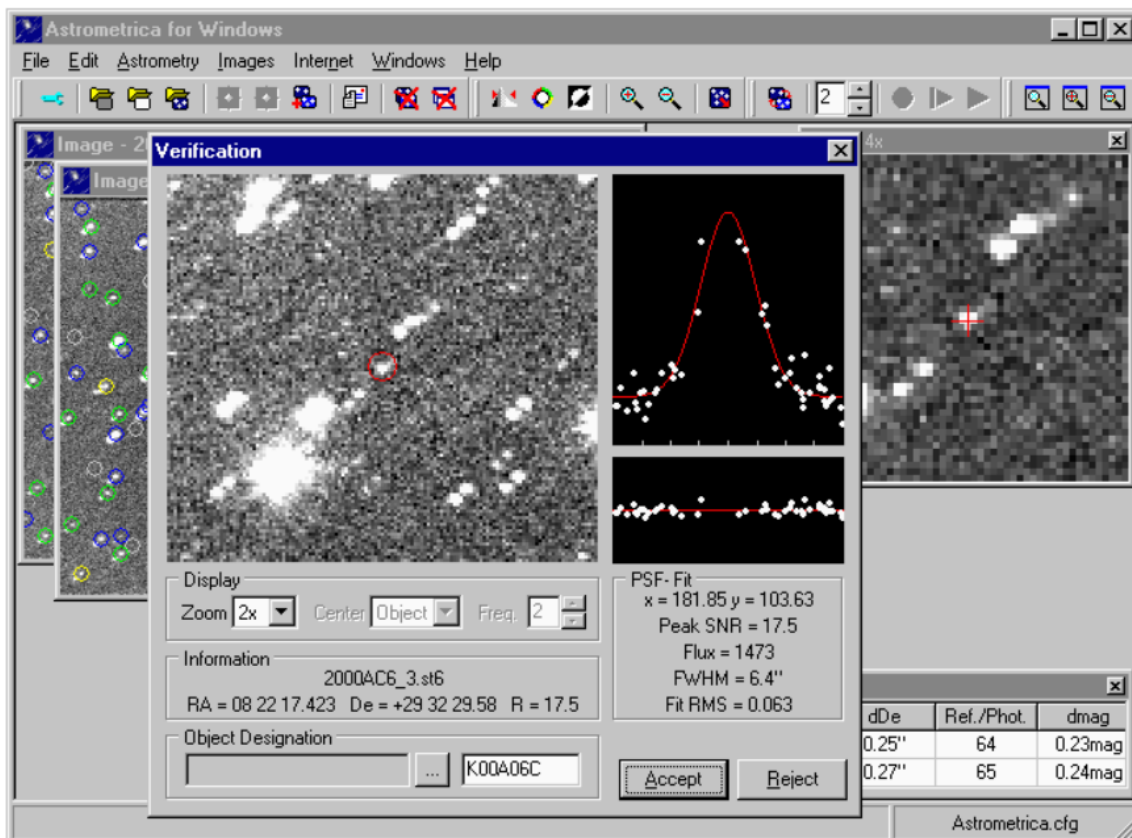 Astrometrica for Windows
File Edit Astrometry Images Internet Windows Help
2
Image - 20
4x
Image
Verification
Display
Zoom 2x Center Object Freq. 2
Information
2000AC6_3.st6
RA = 08 22 17.423 De = +29 32 29.58 R = 17.5
Object Designation
... K00A06C
PSF- Fit
x = 181.85 y = 103.63
Peak SNR = 17.5
Flux = 1473
FWHM = 6.4"
Fit RMS = 0.063
Accept Reject
dDe Ref./Phot. dmag
0.25" 64 0.23mag
0.27" 65 0.24mag
Astrometrica.cfg